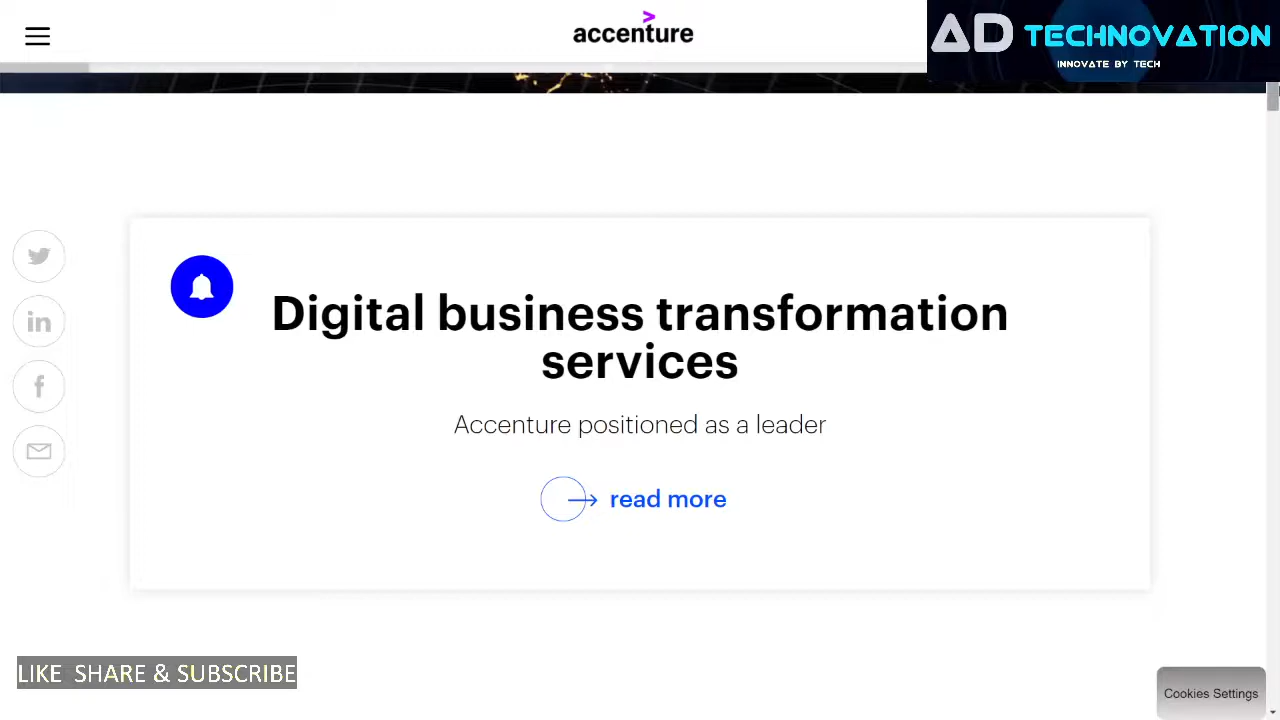 accenture
AD TECHNOVATION
INNOVATE BY TECH
Digital business transformation
services
Accenture positioned as a leader
read more
LIKE SHARE & SUBSCRIBE
Cookies Settings